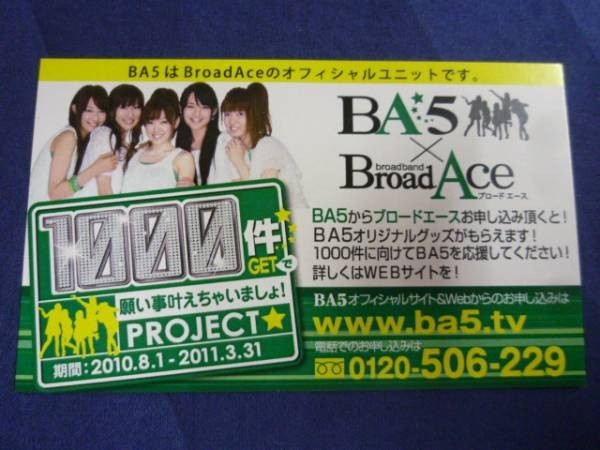 BA5はBroadAceのオフィシャルユニットです。
BA5
×
broadband
BroadAce
ブロードエース
1000件
GETで
願い事叶えちゃいましょ!
PROJECT★
期間:2010.8.1-2011.3.31
BA5からブロードエースお申し込み頂くと!
BA5オリジナルグッズがもらえます!
1000件に向けてBA5を応援してください!
詳しくはWEBサイトを!
BA5オフィシャルサイト&Webからのお申し込みは
www.ba5.tv
電話でのお申し込みは
0120-506-229